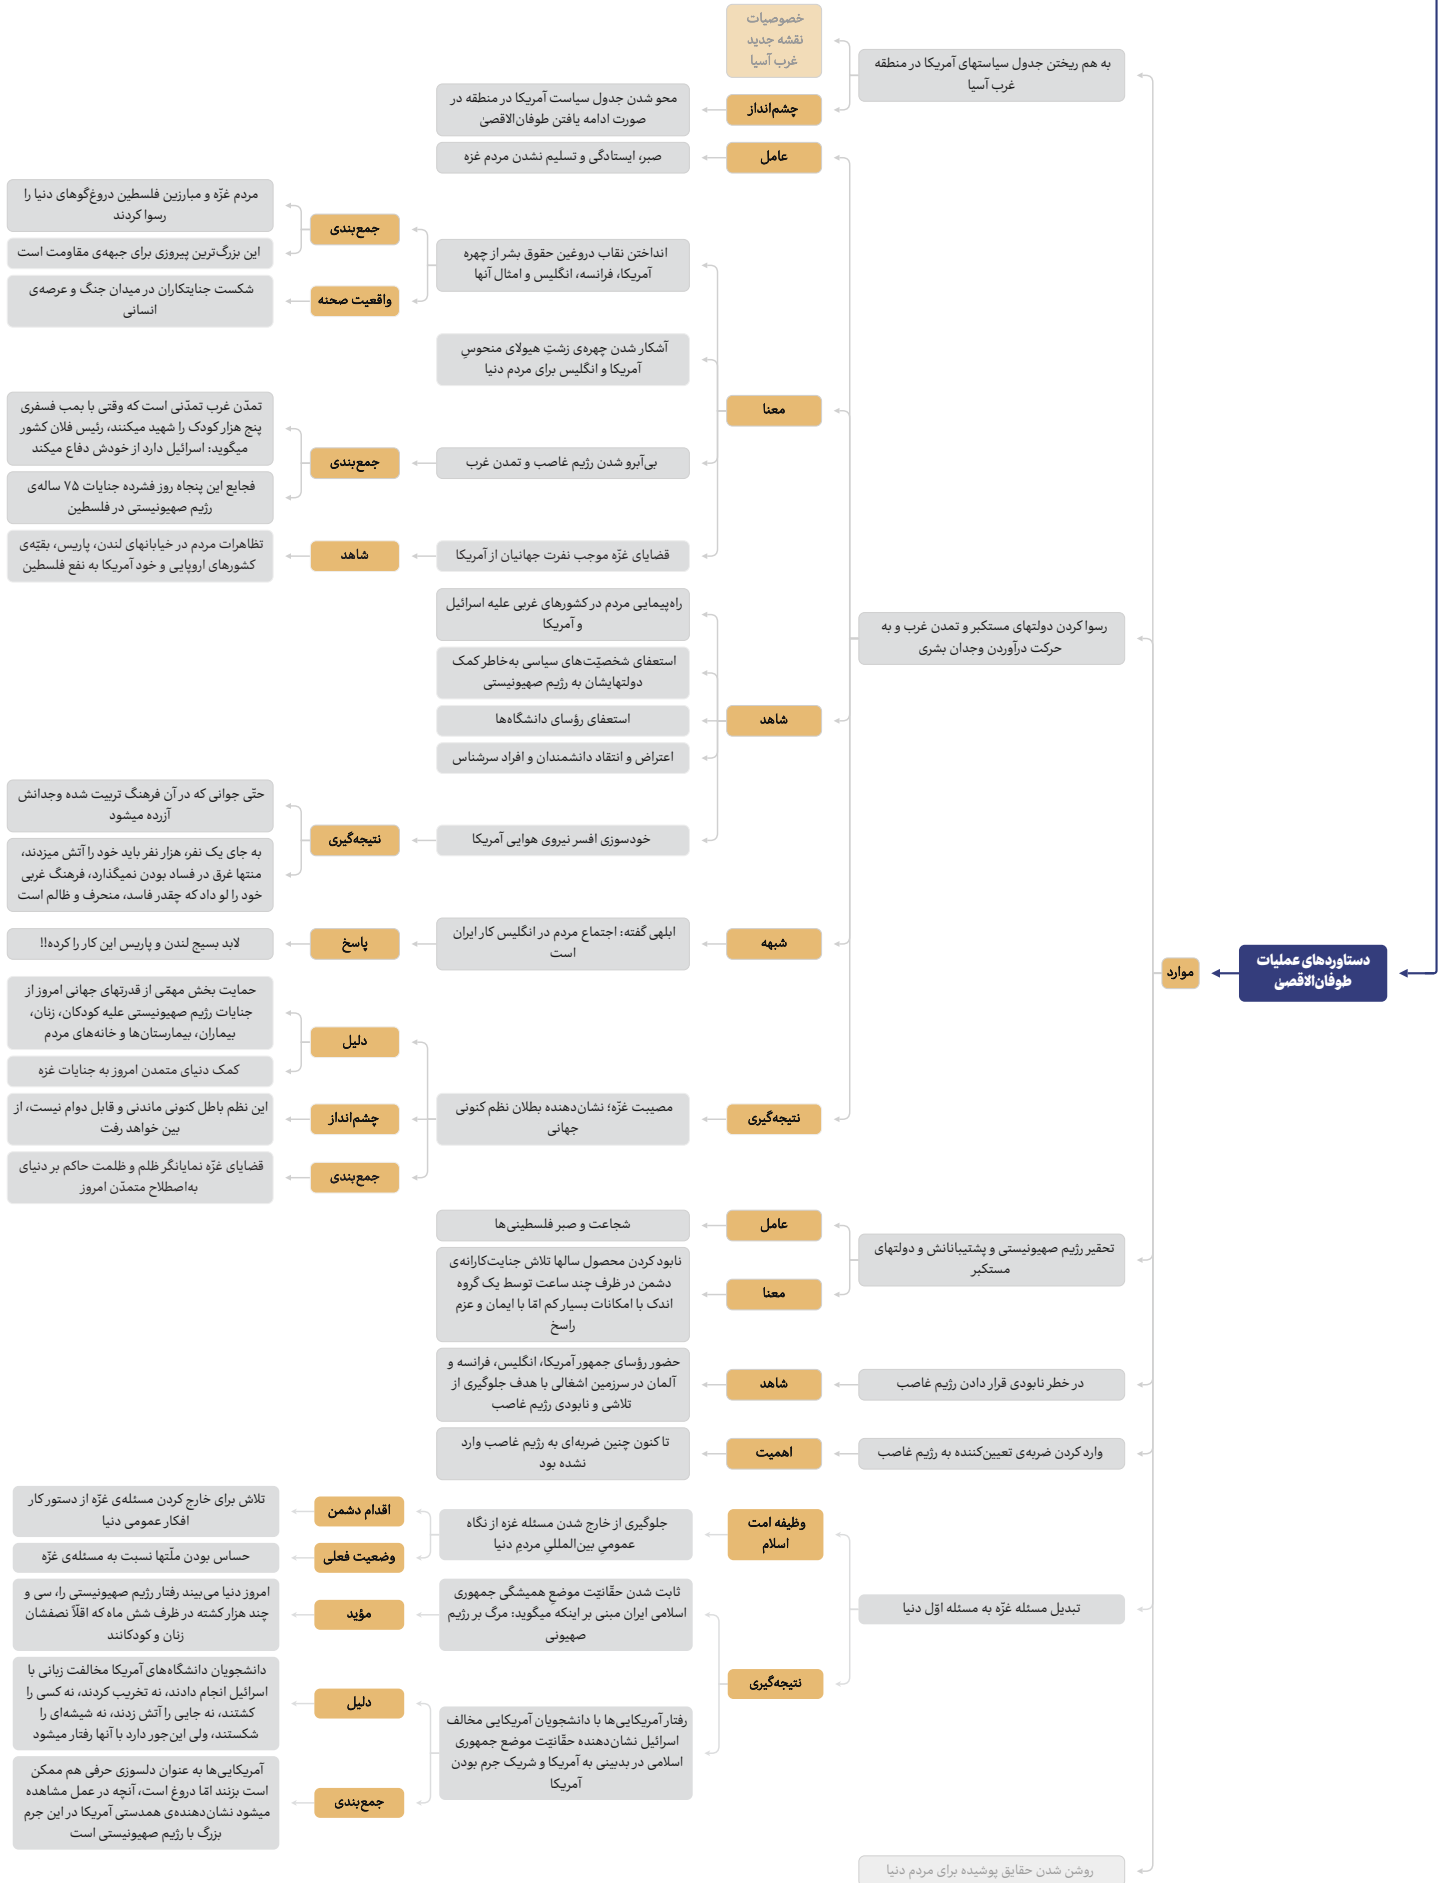 دستاوردهای عملیات
طوفان‌الاقصیٰ
موارد
به هم ریختن جدول سیاستهای آمریکا در منطقه
غرب آسیا
خصوصیات
نقشه جدید
غرب آسیا
چشم‌انداز
محو شدن جدول سیاست آمریکا در منطقه در
صورت ادامه یافتن طوفان‌الاقصیٰ
رسوا کردن دولتهای مستکبر و تمدن غرب و به
حرکت درآوردن وجدان بشری
عامل
صبر، ایستادگی و تسلیم نشدن مردم غزه
معنا
انداختن نقاب دروغین حقوق بشر از چهره
آمریکا، فرانسه، انگلیس و امثال آنها
جمع‌بندی
مردم غزّه و مبارزین فلسطین دروغ‌گوهای دنیا را
رسوا کردند
این بزرگ‌ترین پیروزی برای جبهه‌ی مقاومت است
واقعیت صحنه
شکست جنایتکاران در میدان جنگ و عرصه‌ی
انسانی
آشکار شدن چهره‌ی زشتِ هیولای منحوسِ
آمریکا و انگلیس برای مردم دنیا
بی‌آبرو شدن رژیم غاصب و تمدن غرب
جمع‌بندی
تمدّن غرب تمدّنی است که وقتی با بمب فسفری
پنج هزار کودک را شهید میکنند، رئیس فلان کشور
میگوید: اسرائیل دارد از خودش دفاع میکند
فجایع این پنجاه روز فشرده جنایات ۷۵ ساله‌ی
رژیم صهیونیستی در فلسطین
قضایای غزّه موجب نفرت جهانیان از آمریکا
شاهد
تظاهرات مردم در خیابانهای لندن، پاریس، بقیّه‌ی
کشورهای اروپایی و خود آمریکا به نفع فلسطین
شاهد
راه‌پیمایی مردم در کشورهای غربی علیه اسرائیل
و آمریکا
استعفای شخصیّت‌های سیاسی به‌خاطر کمک
دولتهایشان به رژیم صهیونیستی
استعفای رؤسای دانشگاه‌ها
اعتراض و انتقاد دانشمندان و افراد سرشناس
خودسوزی افسر نیروی هوایی آمریکا
نتیجه‌گیری
حتّی جوانی که در آن فرهنگ تربیت شده وجدانش
آزرده میشود
به جای یک نفر، هزار نفر باید خود را آتش میزدند،
منتها غرق در فساد بودن نمیگذارد، فرهنگ غربی
خود را لو داد که چقدر فاسد، منحرف و ظالم است
شبهه
ابلهی گفته: اجتماع مردم در انگلیس کار ایران
است
پاسخ
لابد بسیج لندن و پاریس این کار را کرده!!
نتیجه‌گیری
مصیبت غزّه؛ نشان‌دهنده بطلان نظم کنونی
جهانی
دلیل
حمایت بخش مهمّی از قدرتهای جهانی امروز از
جنایات رژیم صهیونیستی علیه کودکان، زنان،
بیماران، بیمارستان‌ها و خانه‌های مردم
کمک دنیای متمدن امروز به جنایات غزه
چشم‌انداز
این نظم باطل کنونی ماندنی و قابل دوام نیست، از
بین خواهد رفت
جمع‌بندی
قضایای غزّه نمایانگر ظلم و ظلمت حاکم بر دنیای
به‌اصطلاح متمدّن امروز
تحقیر رژیم صهیونیستی و پشتیبانانش و دولتهای
مستکبر
عامل
شجاعت و صبر فلسطینی‌ها
معنا
نابود کردن محصول سالها تلاش جنایت‌کارانه‌ی
دشمن در ظرف چند ساعت توسط یک گروه
اندک با امکانات بسیار کم امّا با ایمان و عزم
راسخ
در خطر نابودی قرار دادن رژیم غاصب
شاهد
حضور رؤسای جمهور آمریکا، انگلیس، فرانسه و
آلمان در سرزمین اشغالی با هدف جلوگیری از
تلاشی و نابودی رژیم غاصب
وارد کردن ضربه‌ی تعیین‌کننده به رژیم غاصب
اهمیت
تا کنون چنین ضربه‌ای به رژیم غاصب وارد
نشده بود
تبدیل مسئله غزّه به مسئله اوّل دنیا
وظیفه امت
اسلام
جلوگیری از خارج شدن مسئله غزه از نگاه
عمومیِ بین‌المللیِ مردم دنیا
اقدام دشمن
تلاش برای خارج کردن مسئله‌ی غزّه از دستور کار
افکار عمومی دنیا
وضعیت فعلی
حساس بودن ملّتها نسبت به مسئله‌ی غزّه
نتیجه‌گیری
ثابت شدن حقّانیّت موضعِ همیشگی جمهوری
اسلامی ایران مبنی بر اینکه میگوید: مرگ بر رژیم
صهیونی
مؤید
امروز دنیا می‌بیند رفتار رژیم صهیونیستی را، سی و
چند هزار کشته در ظرف شش ماه که اقلّاً نصفشان
زنان و کودکانند
رفتار آمریکایی‌ها با دانشجویان آمریکایی مخالف
اسرائیل نشان‌دهنده حقّانیّت موضع جمهوری
اسلامی در بدبینی به آمریکا و شریک جرم بودن
آمریکا
دلیل
دانشجویان دانشگاه‌های آمریکا مخالفت زبانی با
اسرائیل انجام دادند، نه تخریب کردند، نه کسی را
کشتند، نه جایی را آتش زدند، نه شیشه‌ای را
شکستند، ولی این‌جور دارد با آنها رفتار میشود
جمع‌بندی
آمریکایی‌ها به عنوان دلسوزی حرفی هم ممکن
است بزنند امّا دروغ است، آنچه در عمل مشاهده
میشود نشان‌دهنده‌ی همدستی آمریکا در این جرم
بزرگ با رژیم صهیونیستی است
روشن شدن حقایق پوشیده برای مردم دنیا